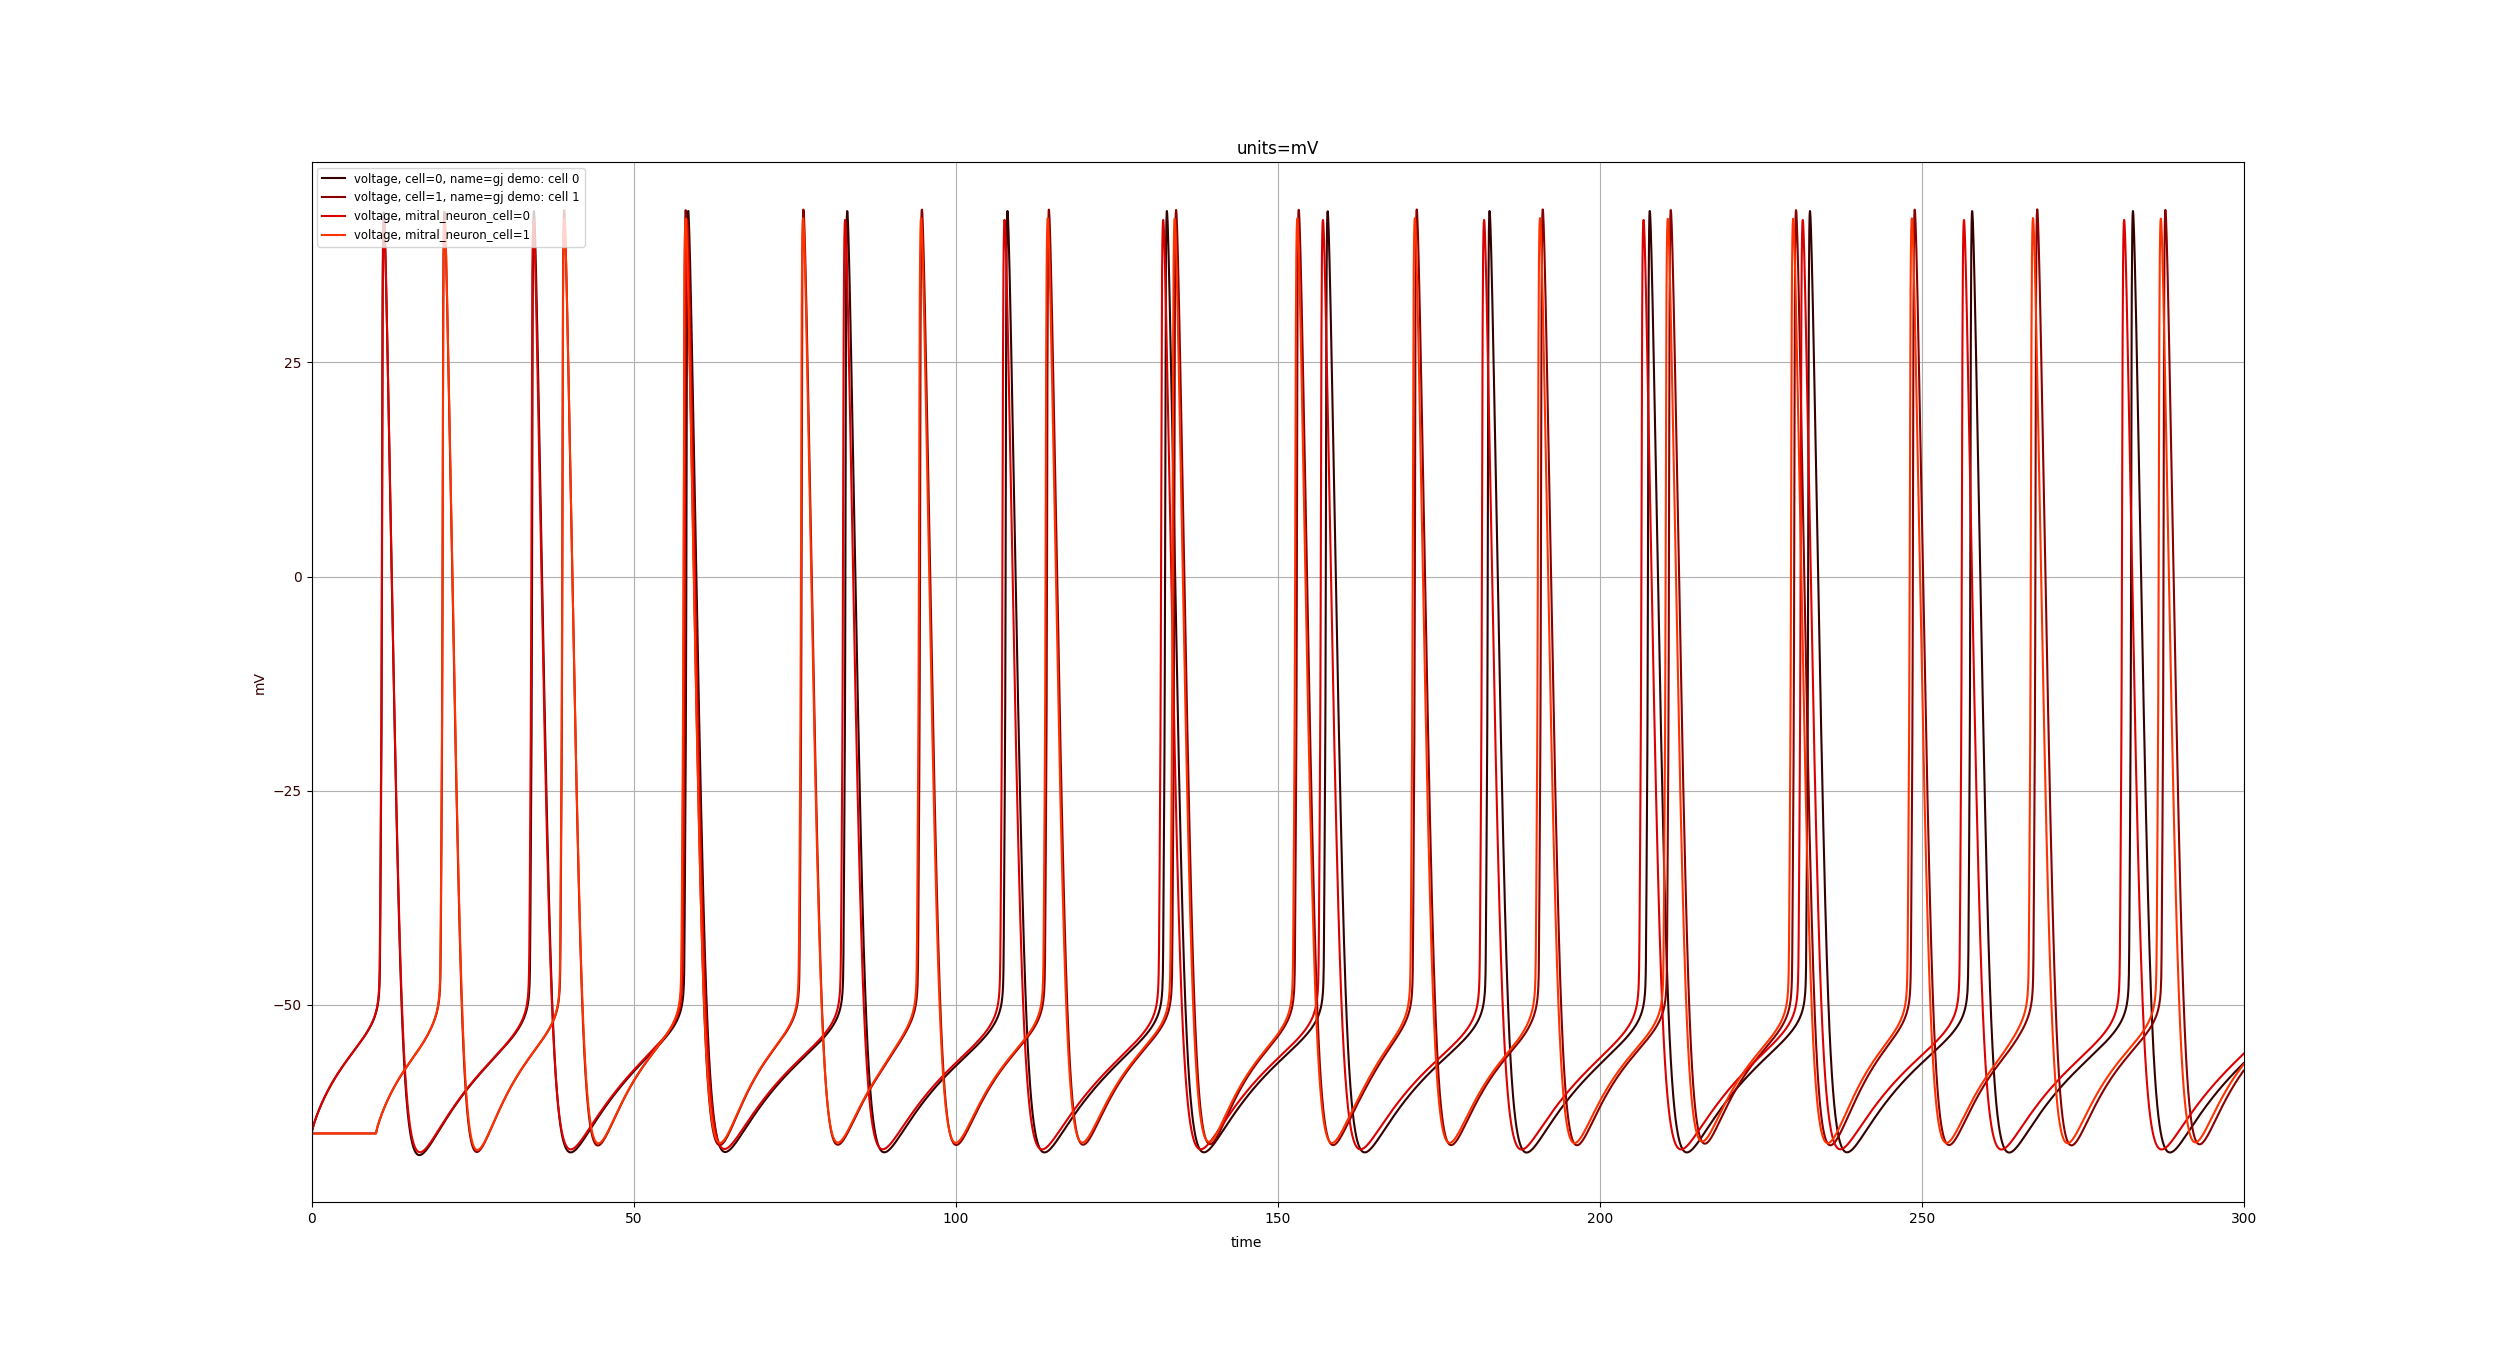 units=mV
voltage, cell=0, name=gj demo: cell 0
voltage, cell=1, name=gj demo: cell 1
voltage, mitral_neuron_cell=0
voltage, mitral_neuron_cell=1
25
0
−25
−50
mV
0 50 100 150 200 250 300
time